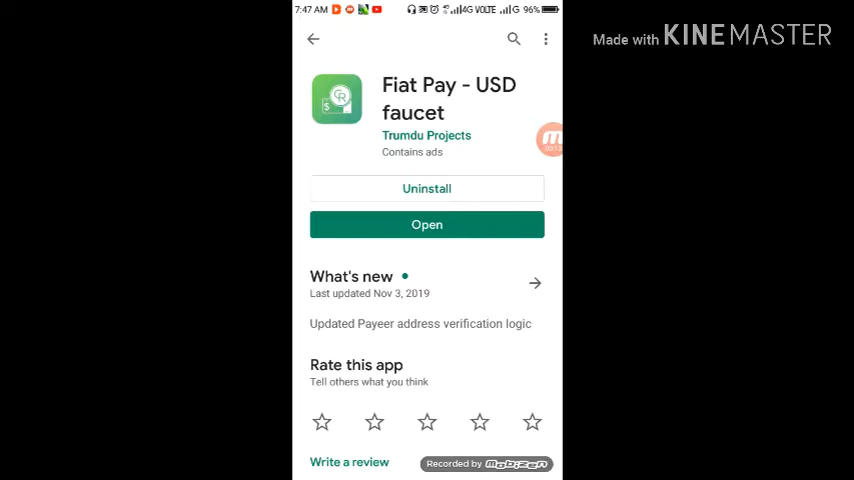 7:47 AM
4G VOLTE
G 96%
Made with KINEMASTER
Fiat Pay - USD
faucet
Trumdu Projects
Contains ads
Uninstall
Open
What's new
Last updated Nov 3, 2019
Updated Payeer address verification logic
Rate this app
Tell others what you think
Write a review
Recorded by mobizen